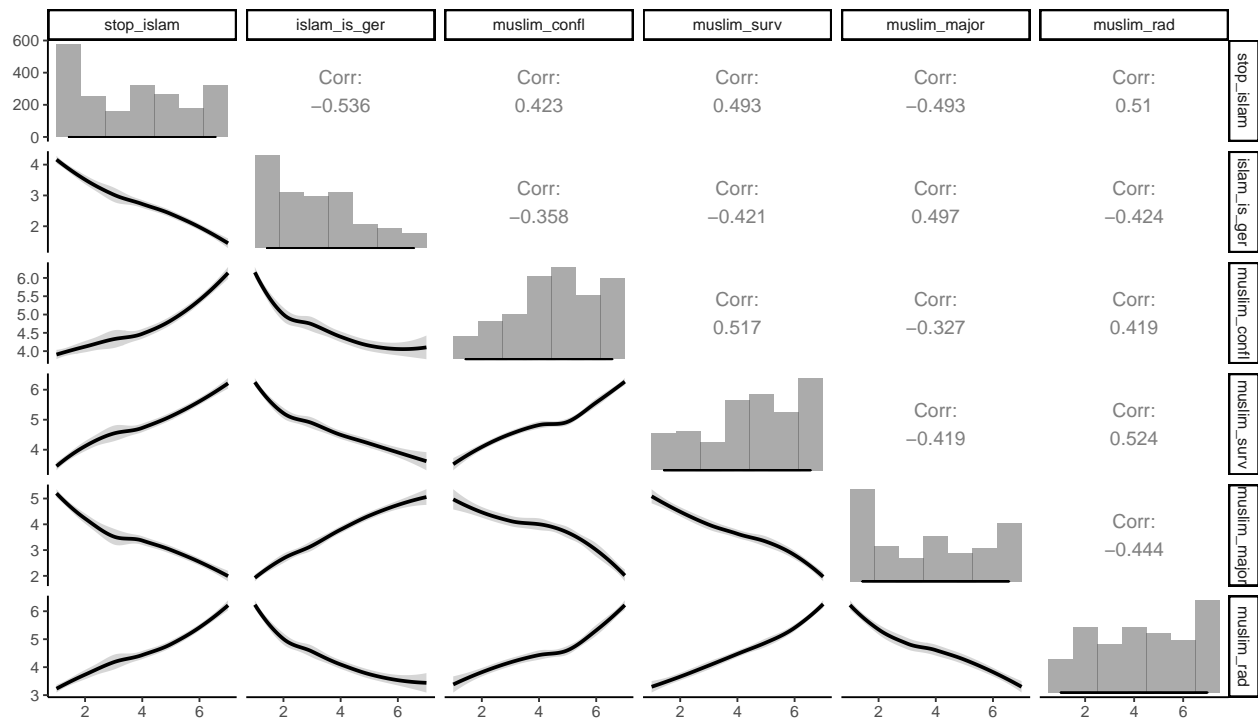 stop_islam islam_is_ger muslim_confl muslim_surv muslim_major muslim_rad
600
400
200
0
Corr:
−0.536
Corr:
0.423
Corr:
0.493
Corr:
−0.493
Corr:
0.51
stop_islam
4
3
2
Corr:
−0.358
Corr:
−0.421
Corr:
0.497
Corr:
−0.424
islam_is_ger
6.0
5.5
5.0
4.5
4.0
Corr:
0.517
Corr:
−0.327
Corr:
0.419
muslim_confl
6
5
4
Corr:
−0.419
Corr:
0.524
muslim_surv
5
4
3
2
Corr:
−0.444
muslim_major
6
5
4
3
muslim_rad
2 4 6 2 4 6 2 4 6 2 4 6 2 4 6 2 4 6